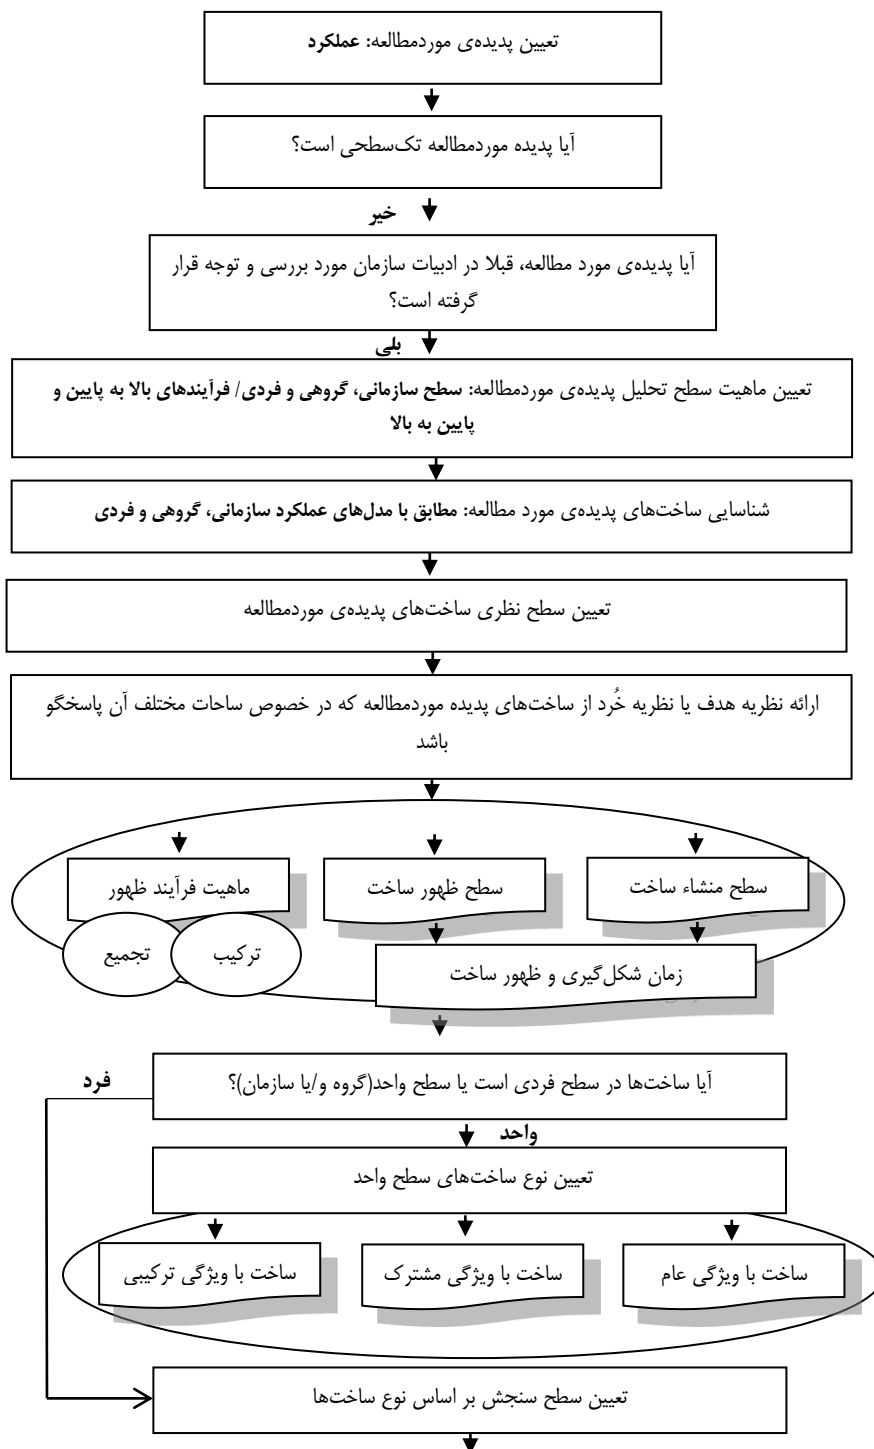 تعیین پدیده‌ی موردمطالعه: عملکرد
آیا پدیده موردمطالعه تک‌سطحی است؟
خیر
آیا پدیده‌ی مورد مطالعه، قبلا در ادبیات سازمان مورد بررسی و توجه قرار
گرفته است؟
بلی
تعیین ماهیت سطح تحلیل پدیده‌ی موردمطالعه: سطح سازمانی، گروهی و فردی/ فرآیندهای بالا به پایین و
پایین به بالا
شناسایی ساخت‌های پدیده‌ی مورد مطالعه: مطابق با مدل‌های عملکرد سازمانی، گروهی و فردی
تعیین سطح نظری ساخت‌های پدیده‌ی موردمطالعه
ارائه نظریه هدف یا نظریه خُرد از ساخت‌های پدیده موردمطالعه که در خصوص ساحات مختلف آن پاسخگو
باشد
سطح منشاء ساخت
سطح ظهور ساخت
ماهیت فرآیند ظهور
ترکیب
تجمیع
زمان شکل‌گیری و ظهور ساخت
آیا ساخت‌ها در سطح فردی است یا سطح واحد(گروه و/یا سازمان)؟
فرد
واحد
تعیین نوع ساخت‌های سطح واحد
ساخت با ویژگی عام
ساخت با ویژگی مشترک
ساخت با ویژگی ترکیبی
تعیین سطح سنجش بر اساس نوع ساخت‌ها